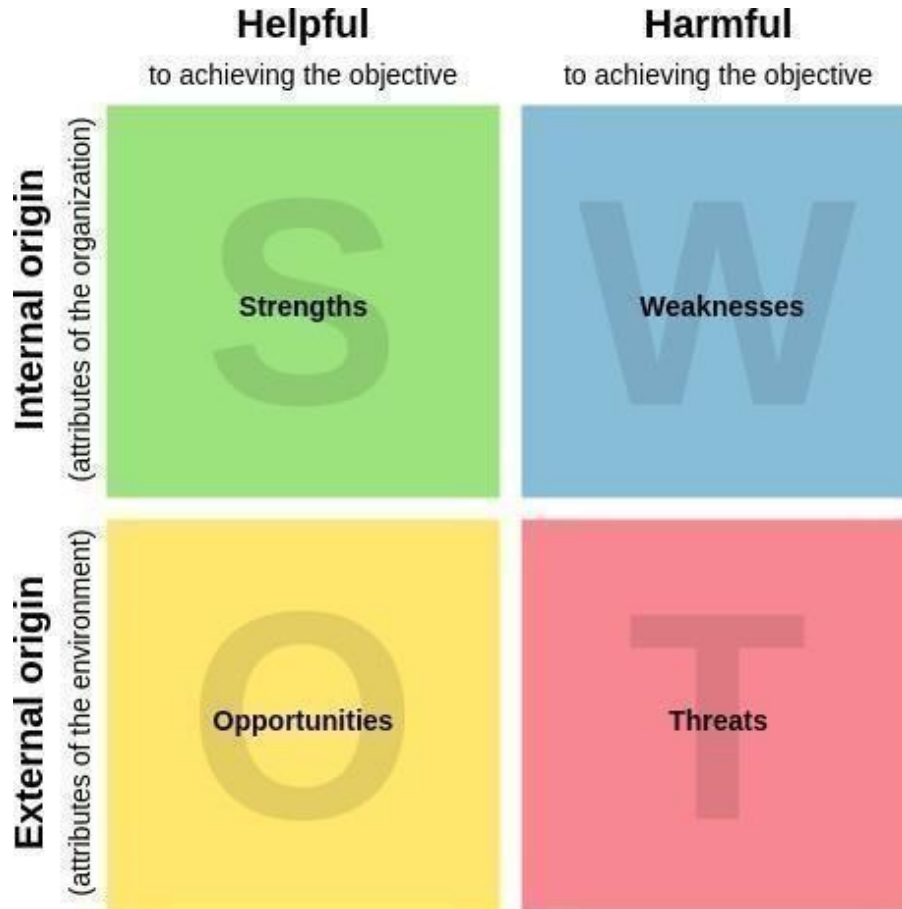 Helpful
to achieving the objective
Harmful
to achieving the objective
Internal origin
(attributes of the organization)
S
Strengths
W
Weaknesses
External origin
(attributes of the environment)
O
Opportunities
T
Threats